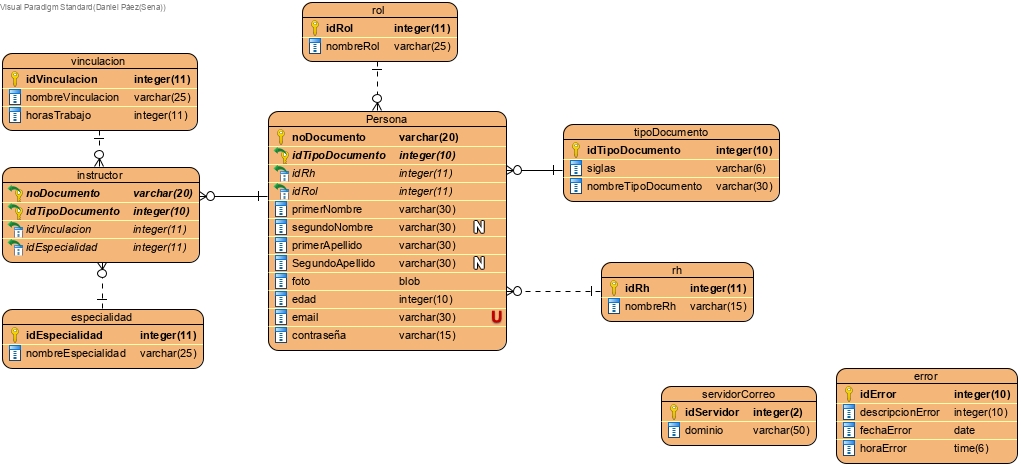 Visual Paradigm Standard(Daniel Páez(Sena))
rol
idRol integer(11)
nombreRol varchar(25)
vinculacion
idVinculacion integer(11)
nombreVinculacion varchar(25)
horasTrabajo integer(11)
Persona
noDocumento varchar(20)
idTipoDocumento integer(10)
idRh integer(11)
idRol integer(11)
primerNombre varchar(30)
segundoNombre varchar(30) N
primerApellido varchar(30)
SegundoApellido varchar(30) N
foto blob
edad integer(10)
email varchar(30) U
contraseña varchar(15)
tipoDocumento
idTipoDocumento integer(10)
siglas varchar(6)
nombreTipoDocumento varchar(30)
instructor
noDocumento varchar(20)
idTipoDocumento integer(10)
idVinculacion integer(11)
idEspecialidad integer(11)
rh
idRh integer(11)
nombreRh varchar(15)
especialidad
idEspecialidad integer(11)
nombreEspecialidad varchar(25)
servidorCorreo
idServidor integer(2)
dominio varchar(50)
error
idError integer(10)
descripcionError integer(10)
fechaError date
horaError time(6)